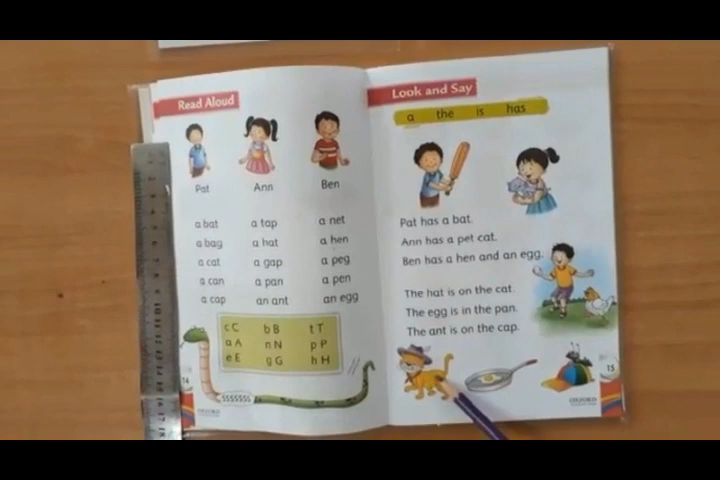 Read Aloud
Pat Ann Ben
a bat a tap a net
a bag a hat a hen
a cat a gap a peg
a can a pan a pen
a cap an ant an egg
cC bB tT
aA nN pP
eE gG hH
sssssss
14
OXFORD
Look and Say
a the is has
Pat has a bat.
Ann has a pet cat.
Ben has a hen and an egg.
The hat is on the cat.
The egg is in the pan.
The ant is on the cap.
15
OXFORD